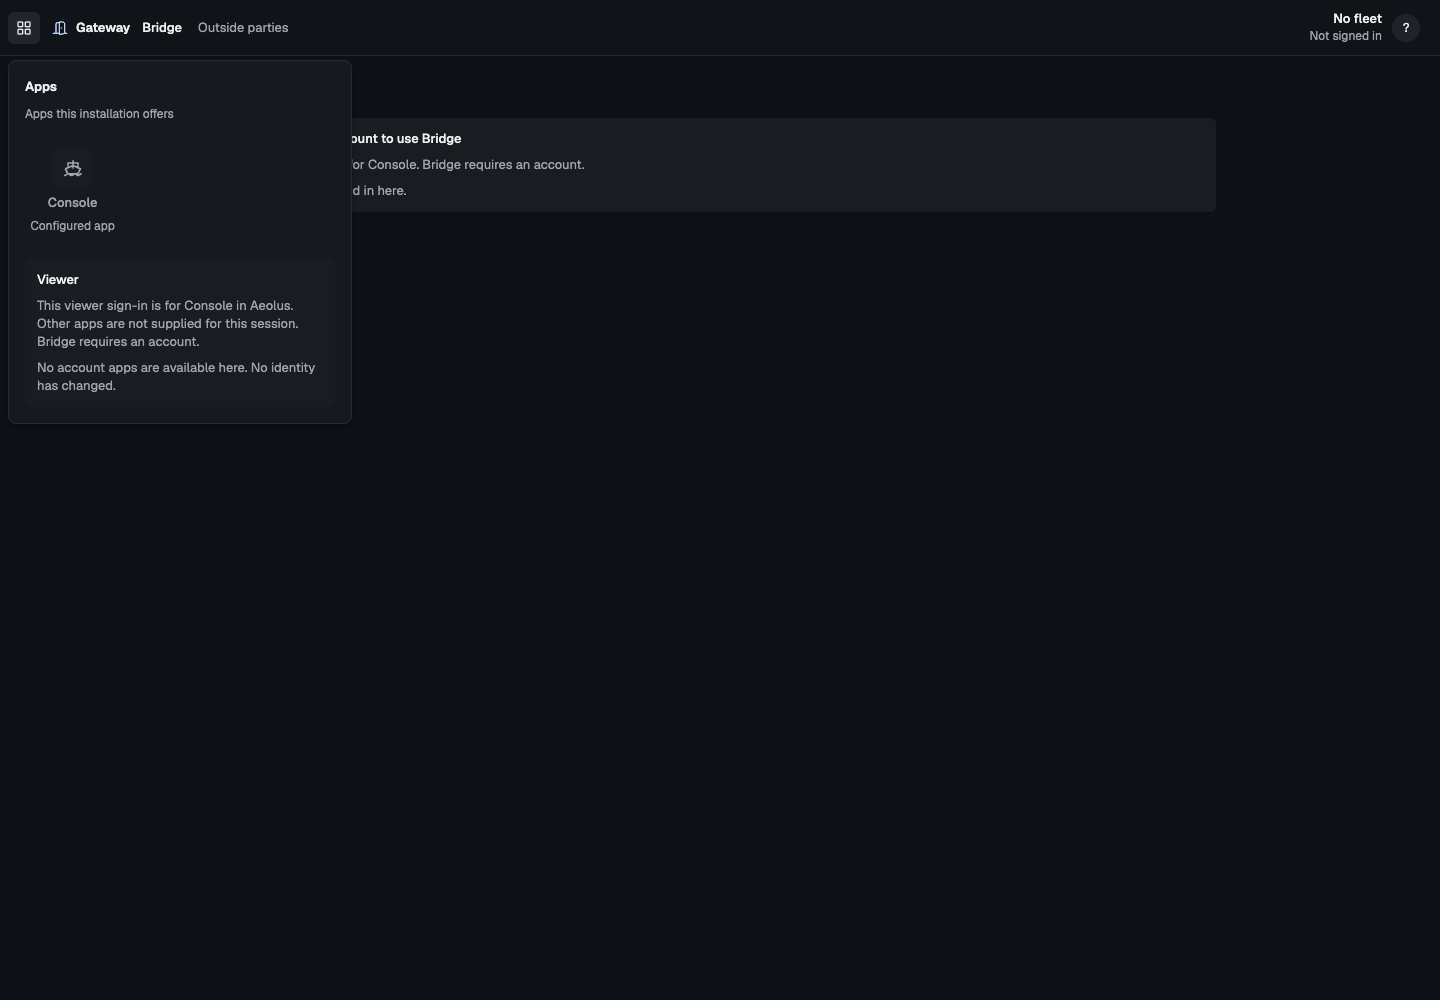 Gateway Bridge Outside parties
No fleet
Not signed in
?
Apps
Apps this installation offers
Console
Configured app
Viewer
This viewer sign-in is for Console in Aeolus.
Other apps are not supplied for this session.
Bridge requires an account.
No account apps are available here. No identity
has changed.
to use Bridge
for Console. Bridge requires an account.
in here.